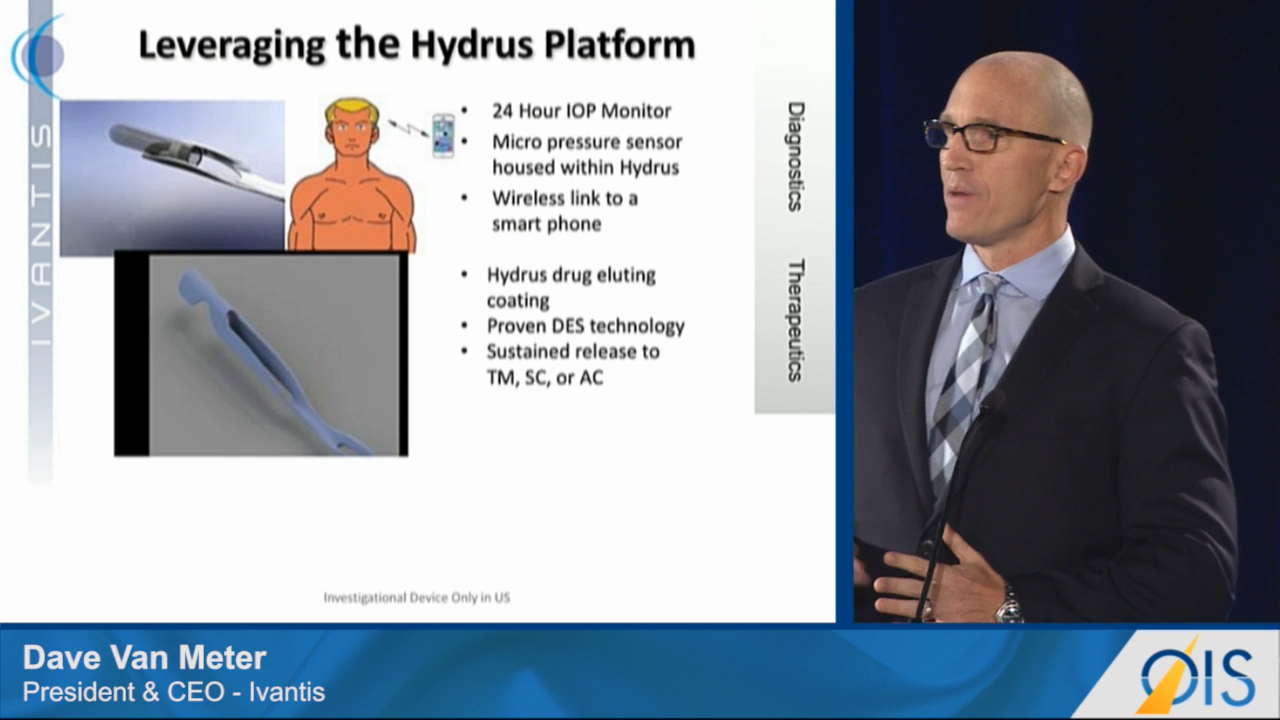 Leveraging the Hydrus Platform
IVANTIS
24 Hour IOP Monitor
Micro pressure sensor
housed within Hydrus
Wireless link to a
smart phone
Diagnostics
Hydrus drug eluting
coating
Proven DES technology
Sustained release to
TM, SC, or AC
Therapeutics
Investigational Device Only in US
Dave Van Meter
President & CEO - Ivantis
OIS